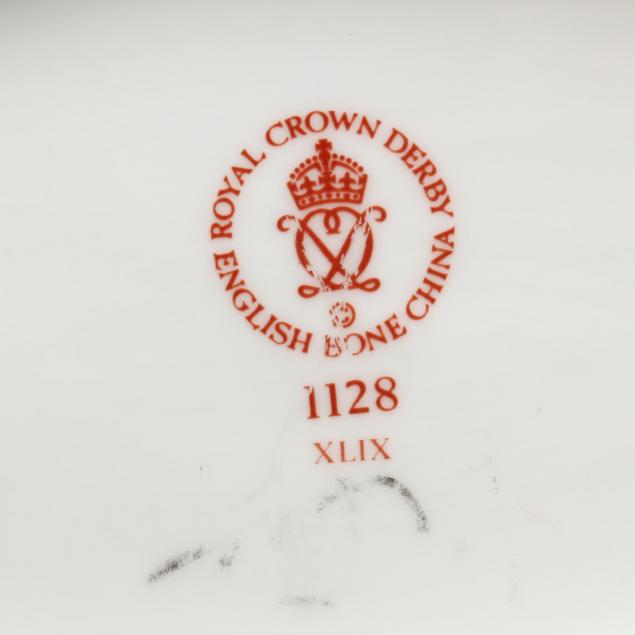 ROYAL CROWN DERBY
ENGLISH BONE CHINA
1128
XLIX